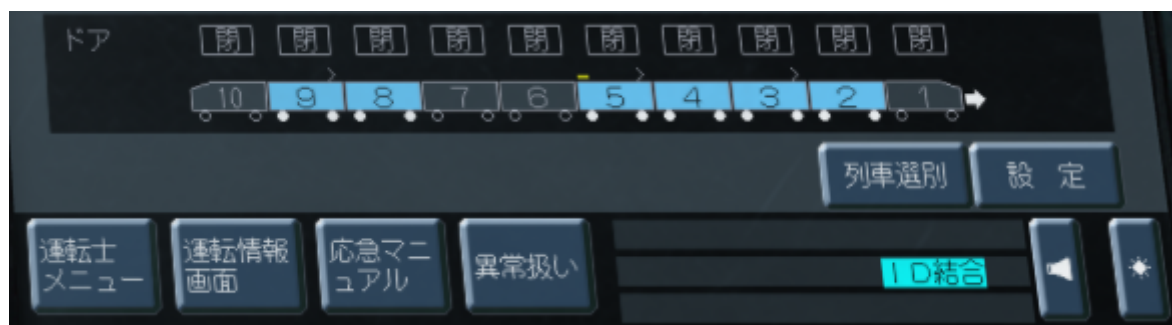 ドア 閉 閉 閉 閉 閉 閉 閉 閉 閉 閉
10 9 8 7 6 5 4 3 2 1
列車選別 設 定
運転士
メニュー
運転情報
画面
応急マニ
ュアル
異常扱い
ID結合